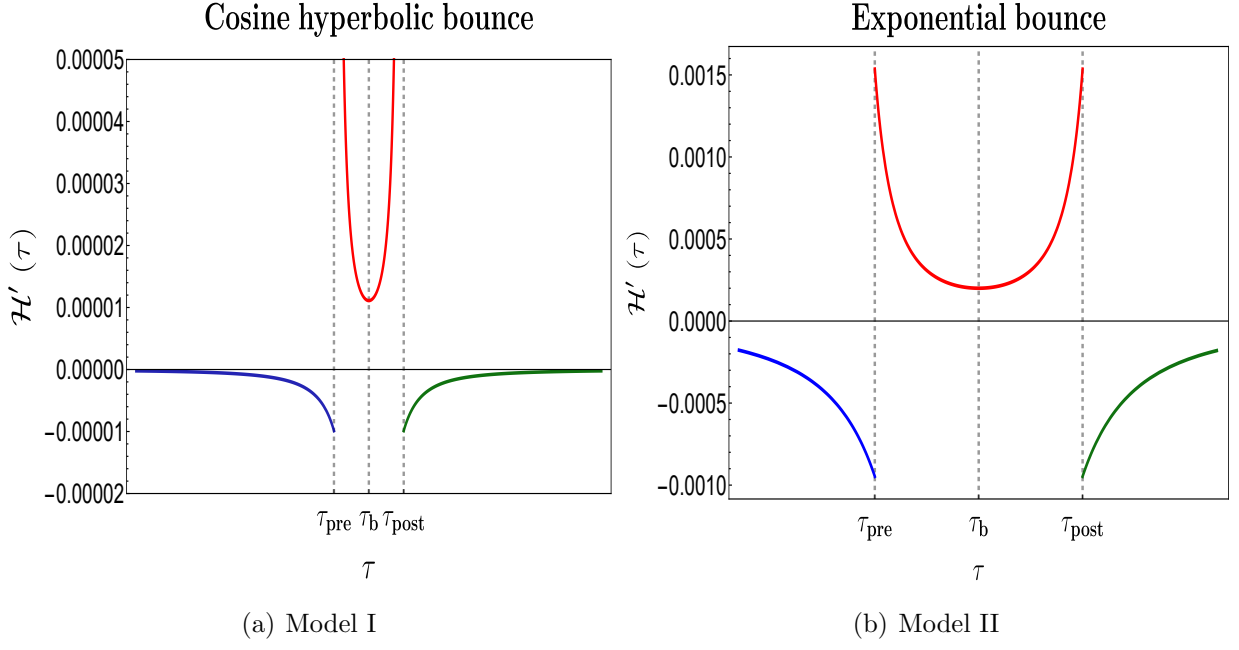 Cosine hyperbolic bounce
0.00005
0.00004
0.00003
0.00002
0.00001
0.00000
−0.00001
−0.00002
ℋ′ (τ)
τpre τb τpost
τ
(a) Model I
Exponential bounce
0.0015
0.0010
0.0005
0.0000
−0.0005
−0.0010
ℋ′ (τ)
τpre τb τpost
τ
(b) Model II